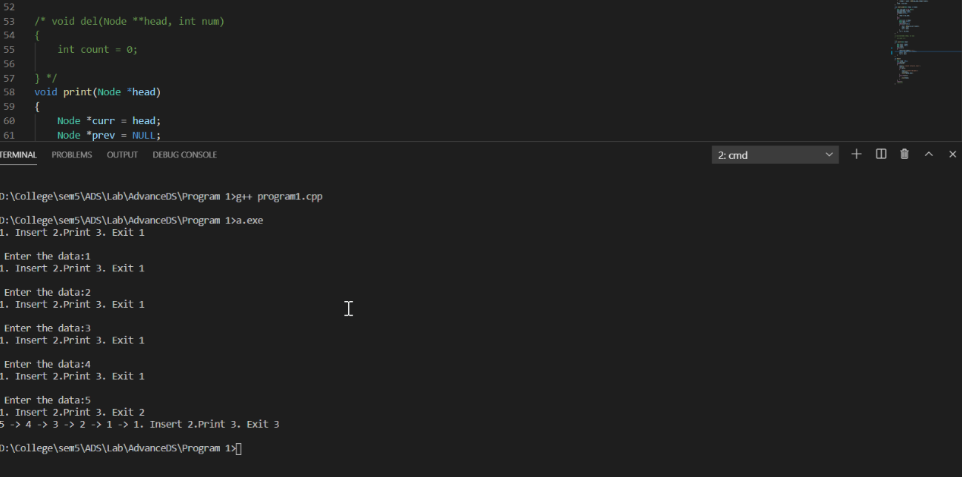 52
53 /* void del(Node **head, int num)
54 {
55 int count = 0;
56
57 } */
58 void print(Node *head)
59 {
60 Node *curr = head;
61 Node *prev = NULL;
TERMINAL PROBLEMS OUTPUT DEBUG CONSOLE 2: cmd
D:\College\sem5\ADS\Lab\AdvanceDS\Program 1>g++ program1.cpp
D:\College\sem5\ADS\Lab\AdvanceDS\Program 1>a.exe
1. Insert 2.Print 3. Exit 1
Enter the data:1
1. Insert 2.Print 3. Exit 1
Enter the data:2
1. Insert 2.Print 3. Exit 1
Enter the data:3
1. Insert 2.Print 3. Exit 1
Enter the data:4
1. Insert 2.Print 3. Exit 1
Enter the data:5
1. Insert 2.Print 3. Exit 2
5 -> 4 -> 3 -> 2 -> 1 -> 1. Insert 2.Print 3. Exit 3
D:\College\sem5\ADS\Lab\AdvanceDS\Program 1>